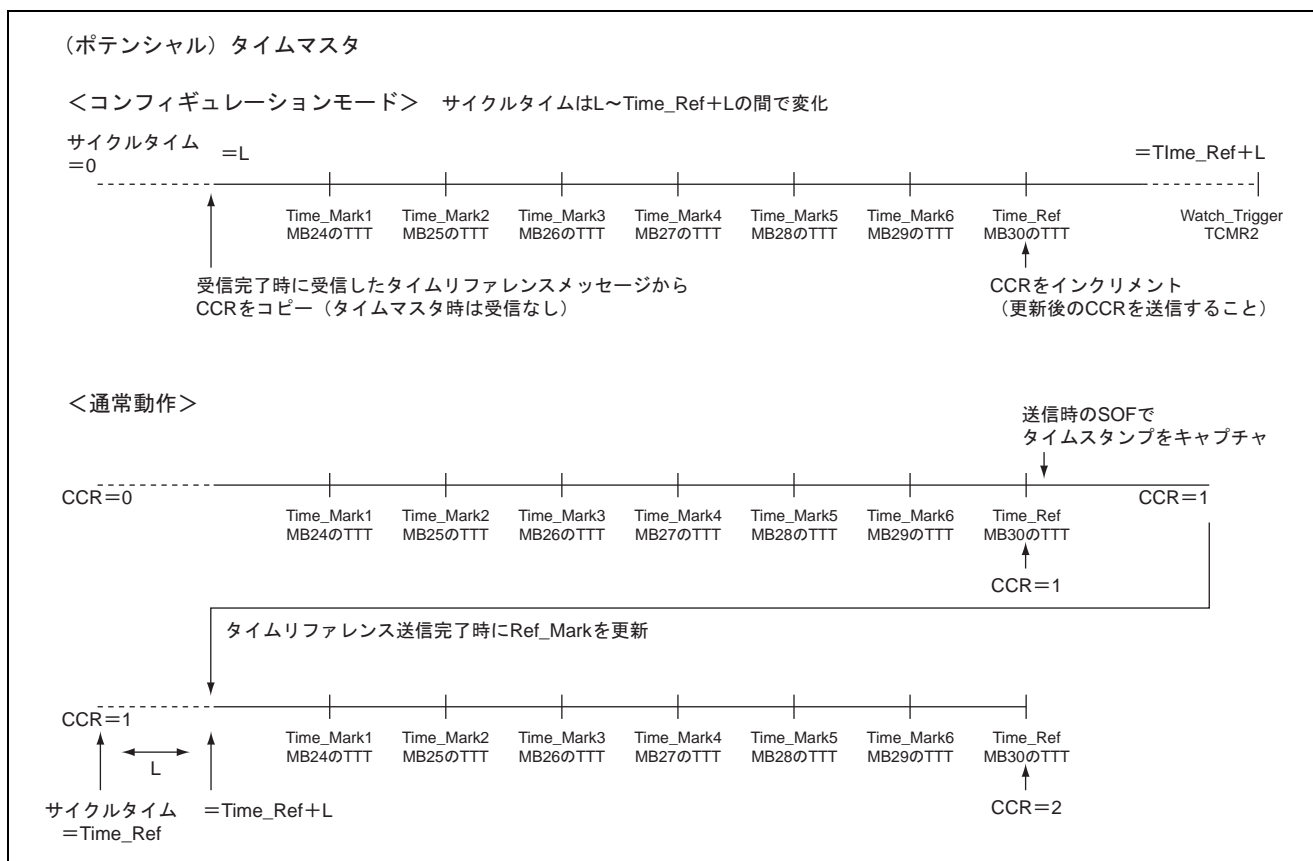 （ポテンシャル）タイムマスタ
＜コンフィギュレーションモード＞ サイクルタイムはL～Time_Ref＋Lの間で変化
サイクルタイム
＝0
＝L
＝TIme_Ref＋L
Time_Mark1
MB24のTTT
Time_Mark2
MB25のTTT
Time_Mark3
MB26のTTT
Time_Mark4
MB27のTTT
Time_Mark5
MB28のTTT
Time_Mark6
MB29のTTT
Time_Ref
MB30のTTT
Watch_Trigger
TCMR2
受信完了時に受信したタイムリファレンスメッセージから
CCRをコピー（タイムマスタ時は受信なし）
CCRをインクリメント
（更新後のCCRを送信すること）
＜通常動作＞
送信時のSOFで
タイムスタンプをキャプチャ
CCR＝0
CCR＝1
Time_Mark1
MB24のTTT
Time_Mark2
MB25のTTT
Time_Mark3
MB26のTTT
Time_Mark4
MB27のTTT
Time_Mark5
MB28のTTT
Time_Mark6
MB29のTTT
Time_Ref
MB30のTTT
CCR＝1
タイムリファレンス送信完了時にRef_Markを更新
CCR＝1
Time_Mark1
MB24のTTT
Time_Mark2
MB25のTTT
Time_Mark3
MB26のTTT
Time_Mark4
MB27のTTT
Time_Mark5
MB28のTTT
Time_Mark6
MB29のTTT
Time_Ref
MB30のTTT
L
サイクルタイム
＝Time_Ref
＝Time_Ref＋L
CCR＝2